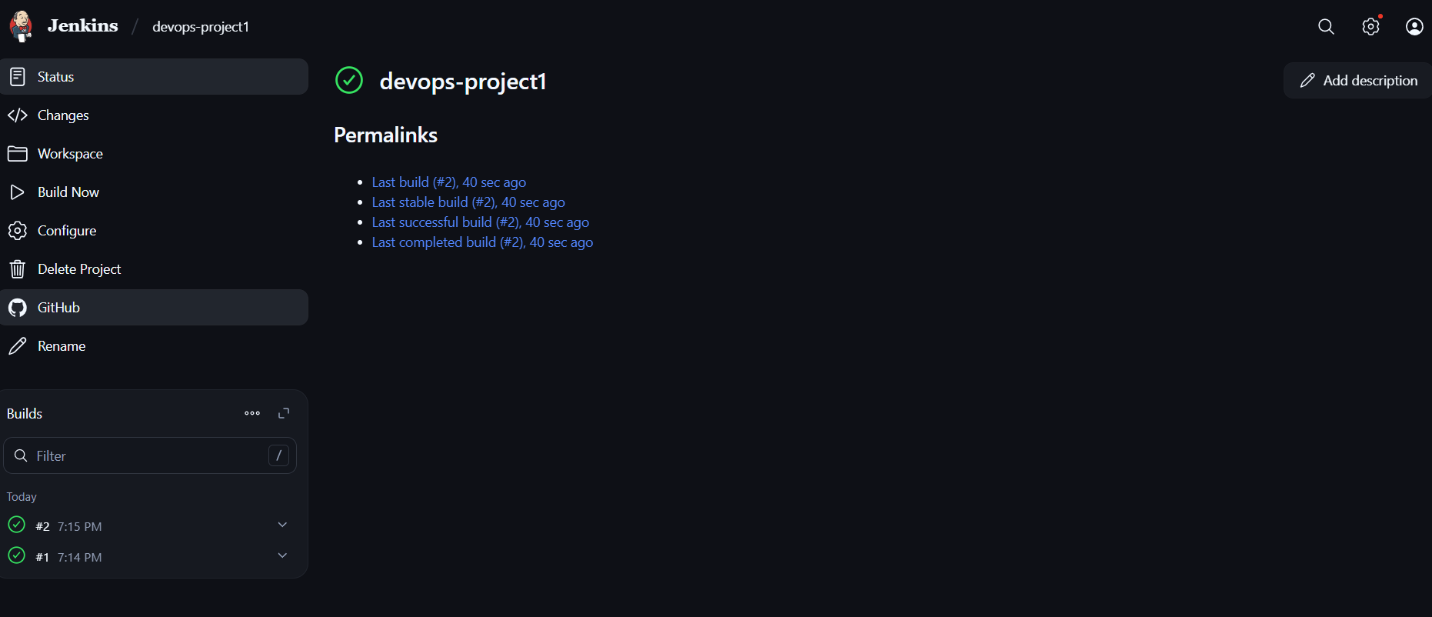 Jenkins / devops-project1
Status
Changes
Workspace
Build Now
Configure
Delete Project
GitHub
Rename
Builds
Filter /
Today
#2 7:15 PM
#1 7:14 PM
devops-project1
Add description
Permalinks
Last build (#2), 40 sec ago
Last stable build (#2), 40 sec ago
Last successful build (#2), 40 sec ago
Last completed build (#2), 40 sec ago